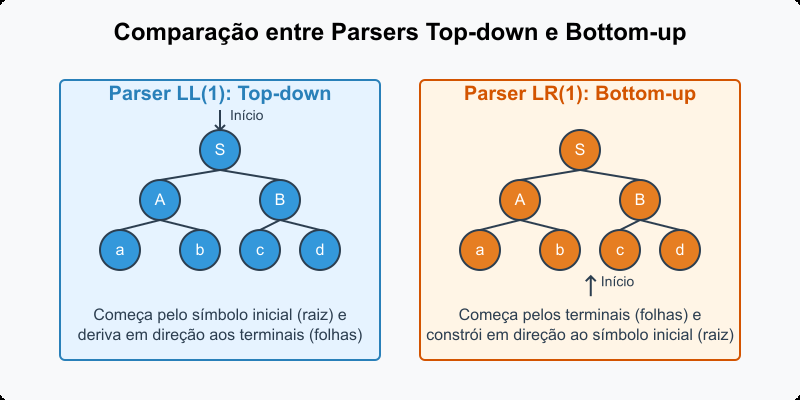 Comparação entre Parsers Top-down e Bottom-up
Parser LL(1): Top-down
Início
S
A B
a b c d
Começa pelo símbolo inicial (raiz) e
deriva em direção aos terminais (folhas)
Parser LR(1): Bottom-up
S
A B
a b c d
Início
Começa pelos terminais (folhas) e
constrói em direção ao símbolo inicial (raiz)